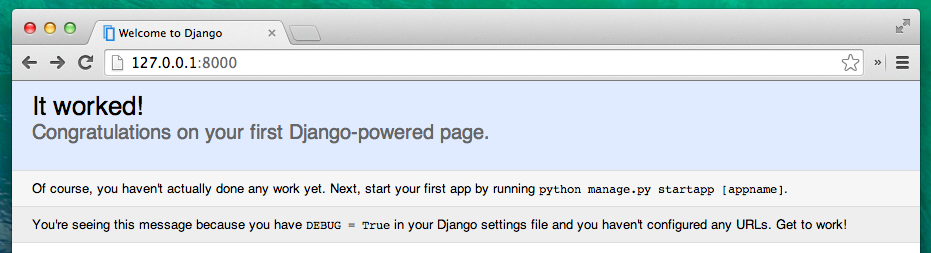 Welcome to Django
127.0.0.1:8000
It worked!
Congratulations on your first Django-powered page.
Of course, you haven't actually done any work yet. Next, start your first app by running python manage.py startapp [appname].
You're seeing this message because you have DEBUG = True in your Django settings file and you haven't configured any URLs. Get to work!